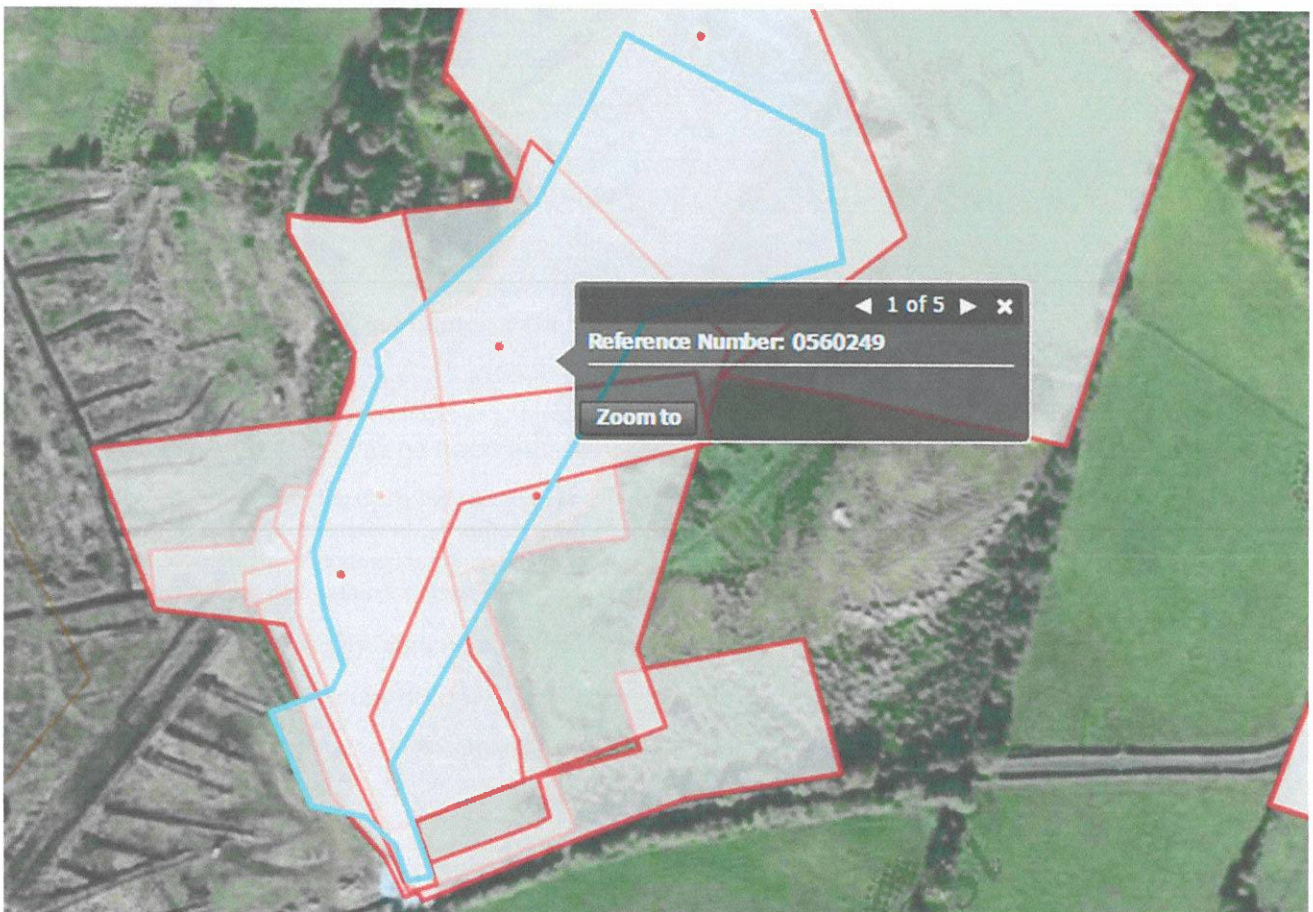 ◀ 1 of 5 ▶ ×
Reference Number: 0560249
Zoom to